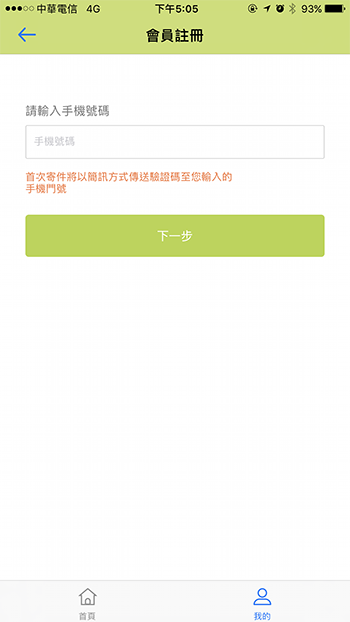 中華電信 4G 下午5:05 93%
會員註冊
請輸入手機號碼
手機號碼
首次寄件將以簡訊方式傳送驗證碼至您輸入的
手機門號
下一步
首頁 我的